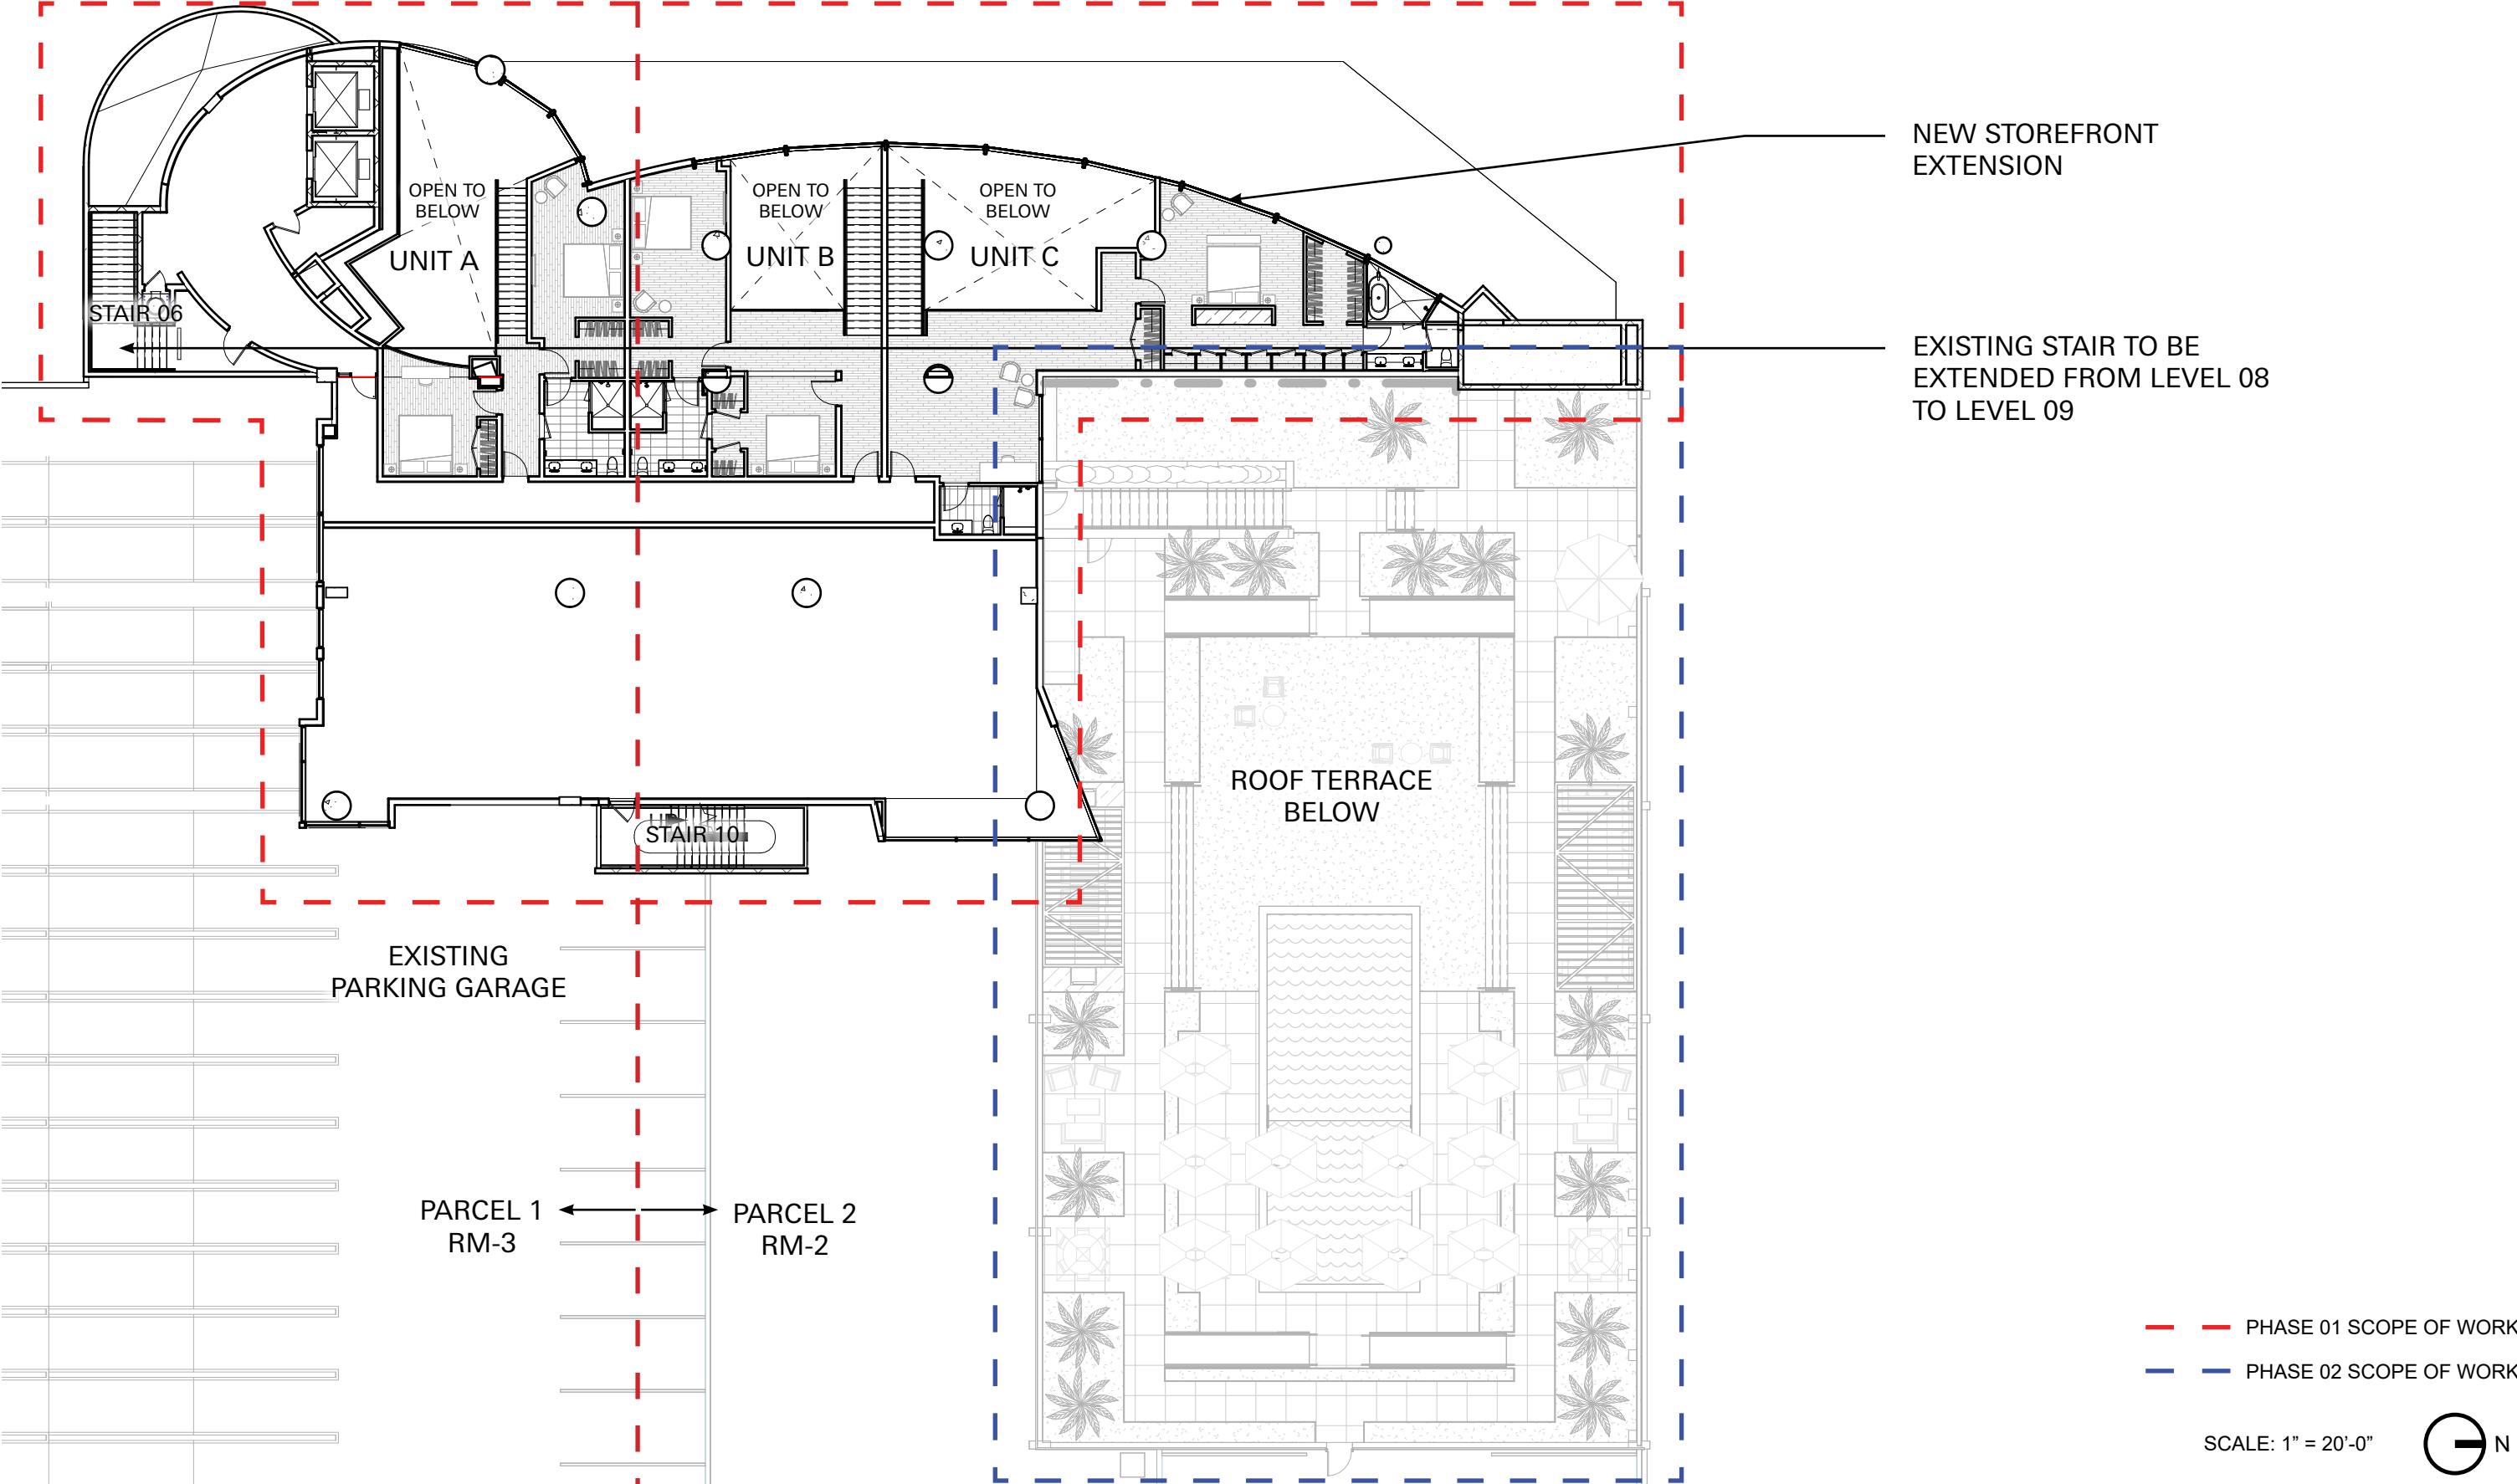 NEW STOREFRONT
EXTENSION
OPEN TO
BELOW
UNIT A
OPEN TO
BELOW
UNIT B
OPEN TO
BELOW
UNIT C
STAIR 06
EXISTING STAIR TO BE
EXTENDED FROM LEVEL 08
TO LEVEL 09
ROOF TERRACE
BELOW
UP
STAIR 10
EXISTING
PARKING GARAGE
PARCEL 1
RM-3
PARCEL 2
RM-2
PHASE 01 SCOPE OF WORK
PHASE 02 SCOPE OF WORK
SCALE: 1” = 20’-0”
N